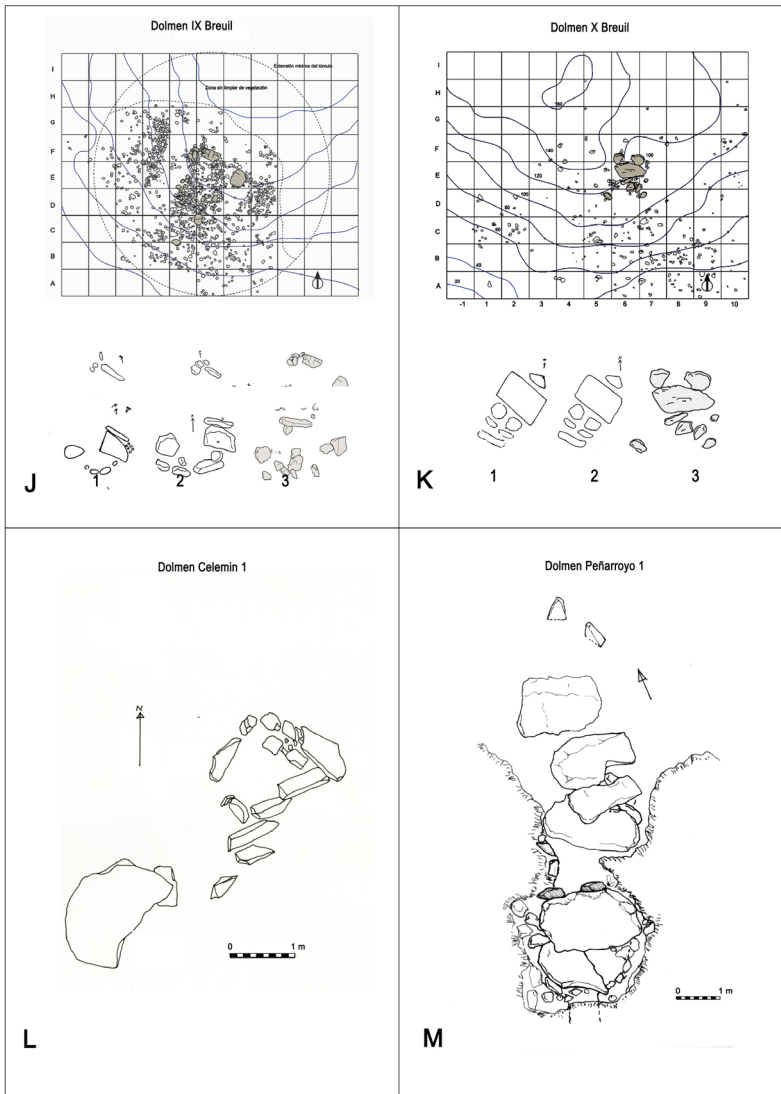 Dolmen IX Breuil
Extensión mínima del túmulo
Zona sin limpiar de vegetación
I
H
G
F
E
D
C
B
A
1
2
3
J
Dolmen X Breuil
I
H
G
F
E
D
C
B
A
160
140
120
100
100
80
60
40
20
-1 1 2 3 4 5 6 7 8 9 10
1
2
3
K
Dolmen Celemin 1
N
0 1 m
L
Dolmen Peñarroyo 1
0 1 m
M